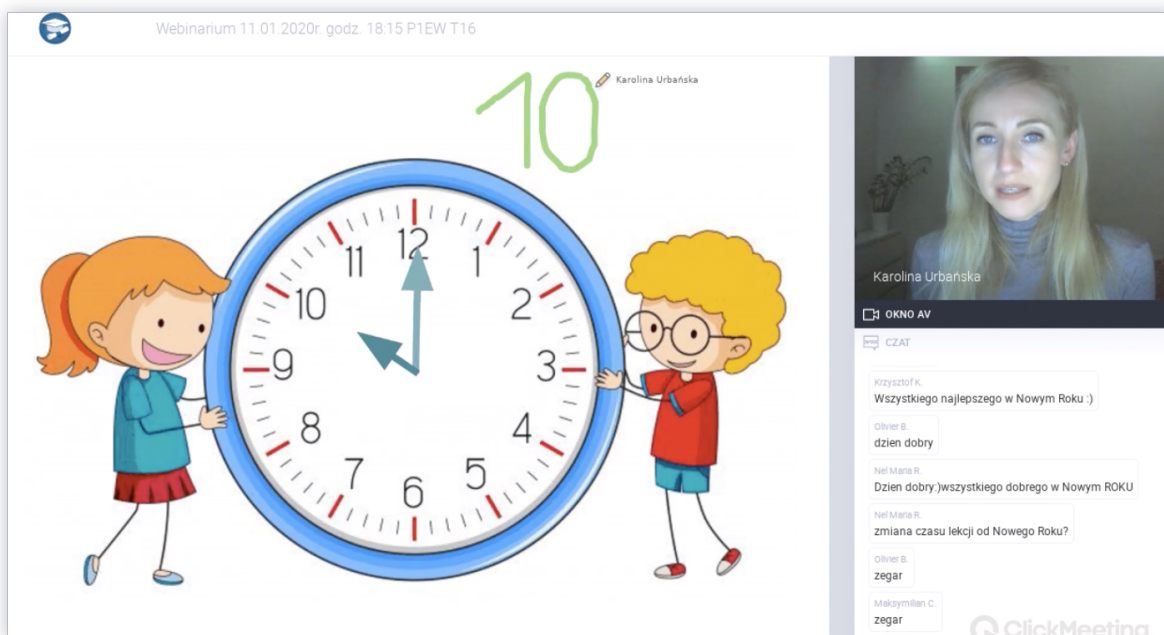 Webinarium 11.01.2020r. godz. 18:15 P1EW T16
10
Karolina Urbańska
12
11
1
10
2
9
3
8
4
7
5
6
Karolina Urbańska
OKNO AV
CZAT
Krzysztof K.
Wszystkiego najlepszego w Nowym Roku :)
Olivier B.
dzien dobry
Nel Maria R.
Dzien dobry:)wszystkiego dobrego w Nowym ROKU
Nel Maria R.
zmiana czasu lekcji od Nowego Roku?
Olivier B.
zegar
Maksymilian C.
zegar
ClickMeeting